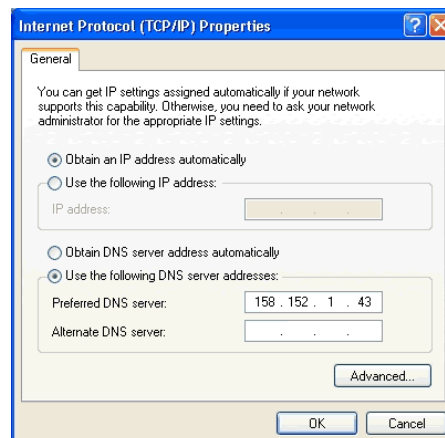 Internet Protocol (TCP/IP) Properties
General
You can get IP settings assigned automatically if your network
supports this capability. Otherwise, you need to ask your network
administrator for the appropriate IP settings.
Obtain an IP address automatically
Use the following IP address:
IP address:
Obtain DNS server address automatically
Use the following DNS server addresses:
Preferred DNS server: 158 . 152 . 1 . 43
Alternate DNS server: . . .
Advanced...
OK Cancel